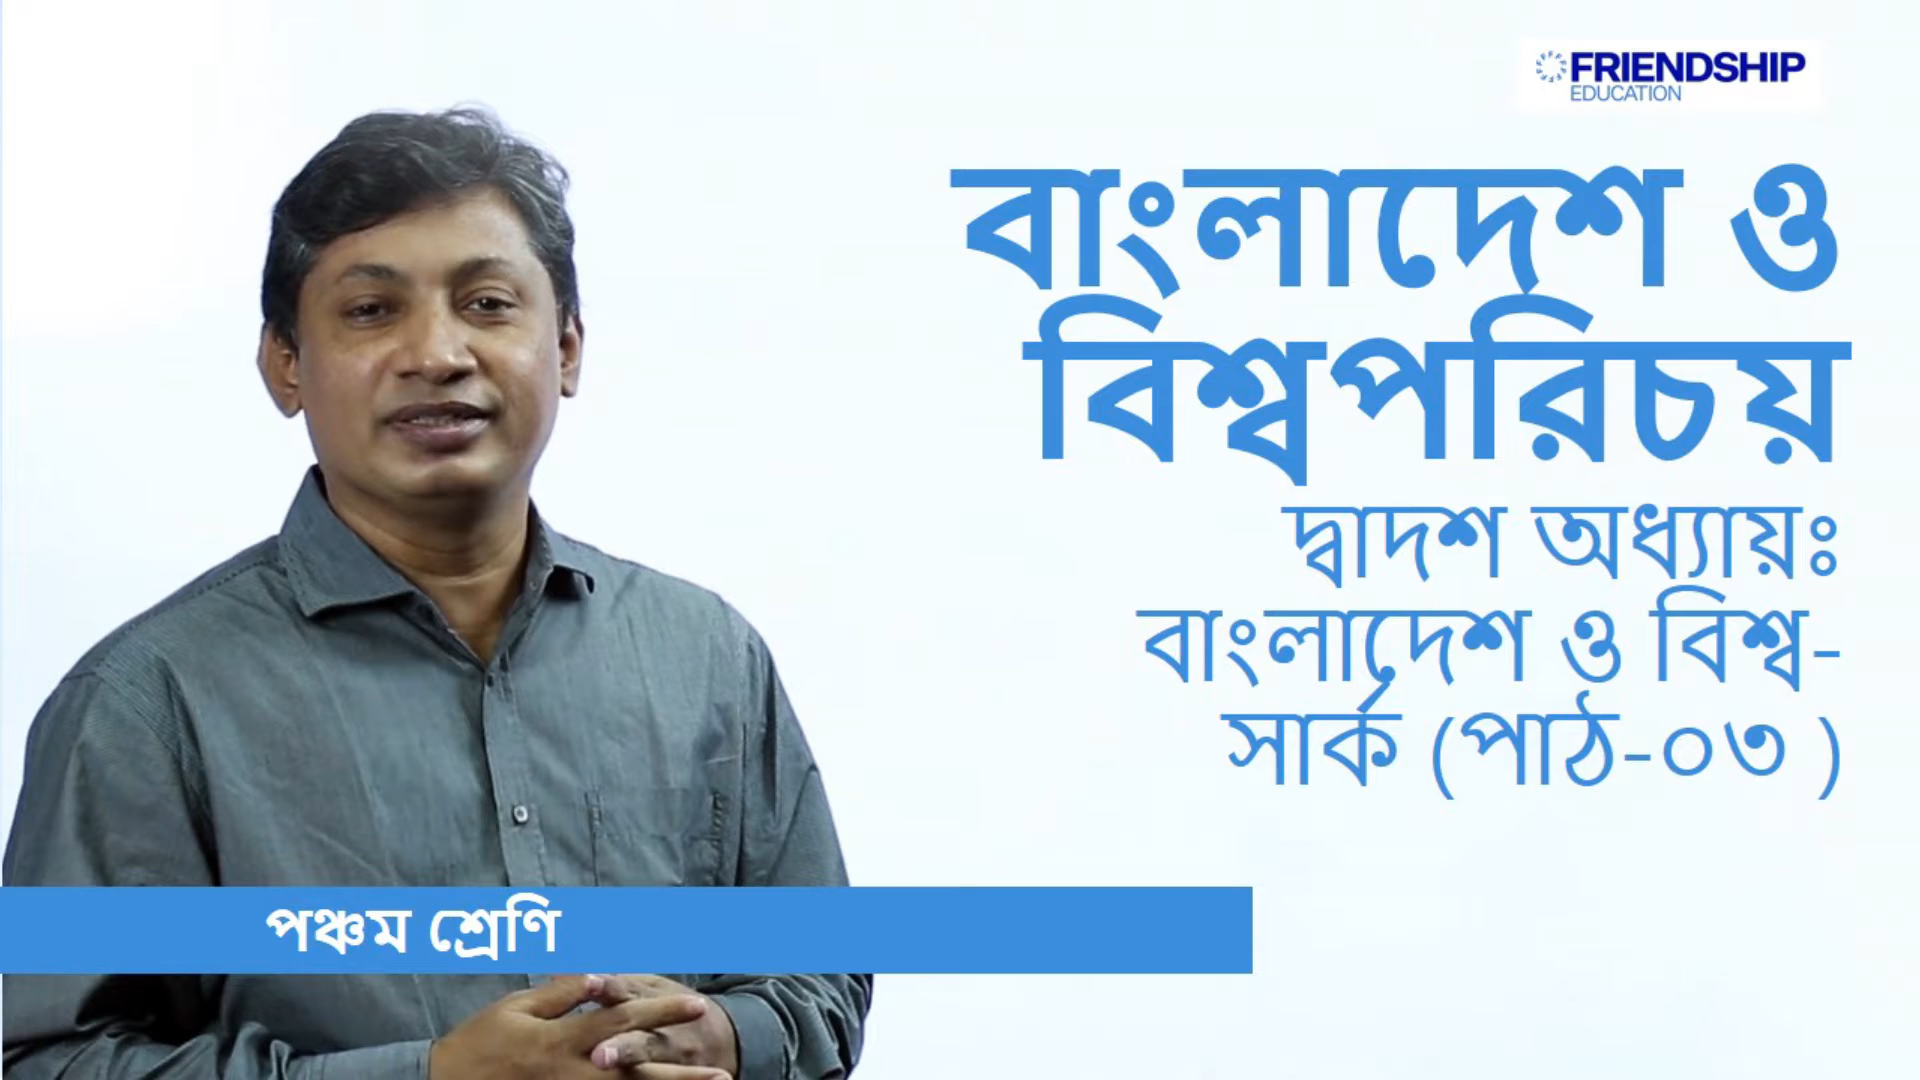 FRIENDSHIP
EDUCATION
বাংলাদেশ ও
বিশ্বপরিচয়
দ্বাদশ অধ্যায়ঃ
বাংলাদেশ ও বিশ্ব-
সার্ক (পাঠ-০৩ )
পঞ্চম শ্রেণি